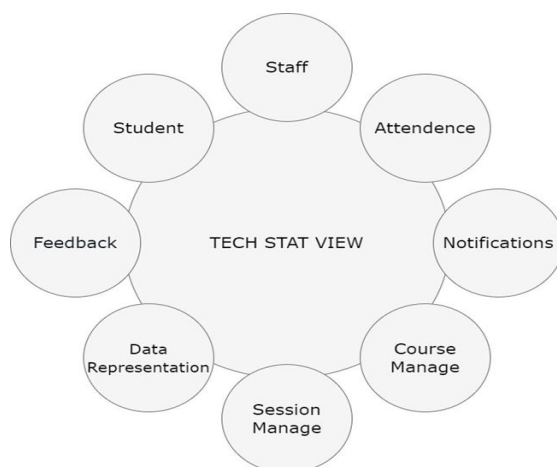 Staff
Student
Attendence
Feedback
TECH STAT VIEW
Notifications
Data
Representation
Course
Manage
Session
Manage